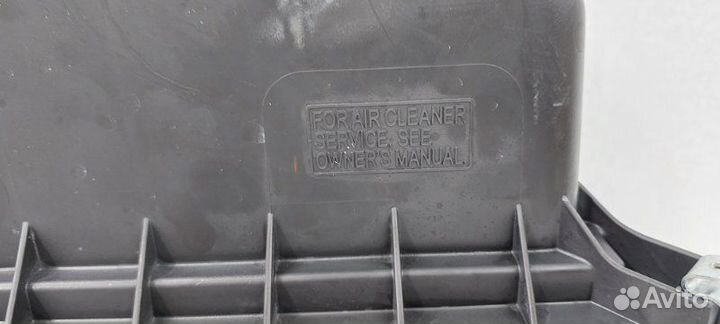 FOR AIR CLEANER
SERVICE, SEE
OWNER'S MANUAL.
Avito